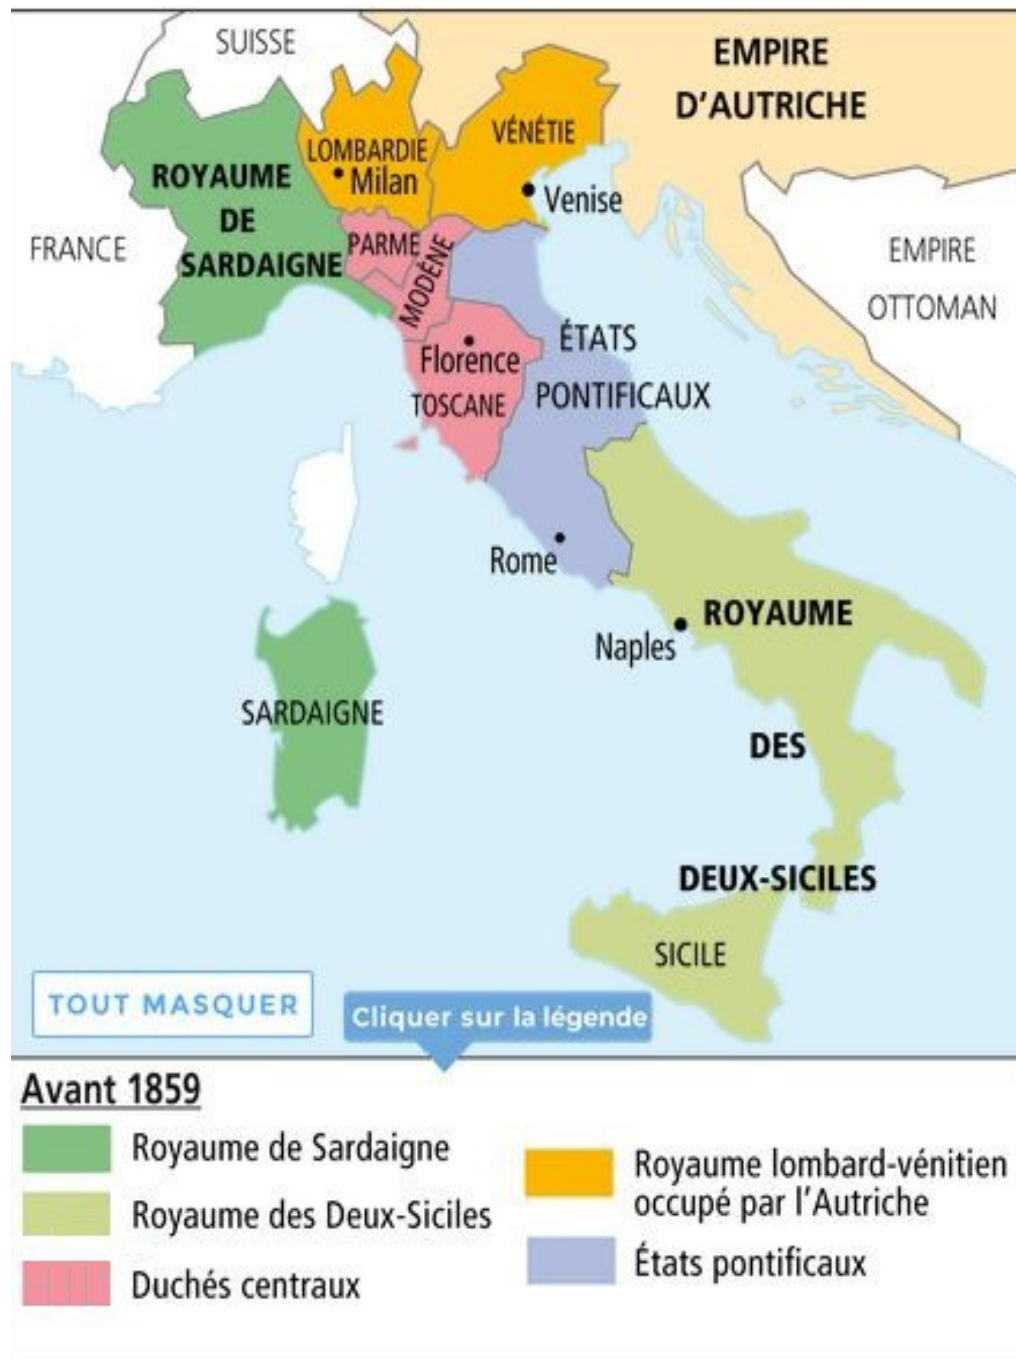 SUISSE
EMPIRE
D'AUTRICHE
VÉNÉTIE
LOMBARDIE
Milan
Venise
ROYAUME
DE
SARDAIGNE
FRANCE
PARME
MODÈNE
EMPIRE
OTTOMAN
Florence
TOSCANE
ÉTATS
PONTIFICAUX
Rome
Naples
ROYAUME
DES
DEUX-SICILES
SARDAIGNE
SICILE
TOUT MASQUER
Cliquer sur la légende
Avant 1859
Royaume de Sardaigne
Royaume des Deux-Siciles
Duchés centraux
Royaume lombard-vénitien
occupé par l'Autriche
États pontificaux